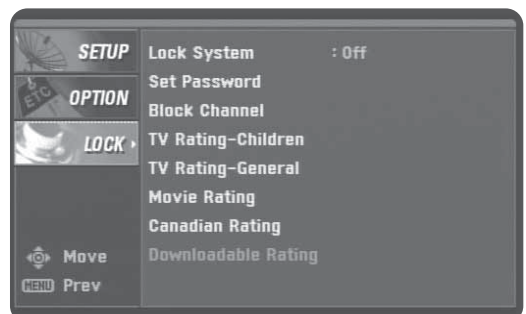 SETUP
ETC OPTION
LOCK
Lock System : Off
Set Password
Block Channel
TV Rating-Children
TV Rating-General
Movie Rating
Canadian Rating
Downloadable Rating
Move
MENU Prev